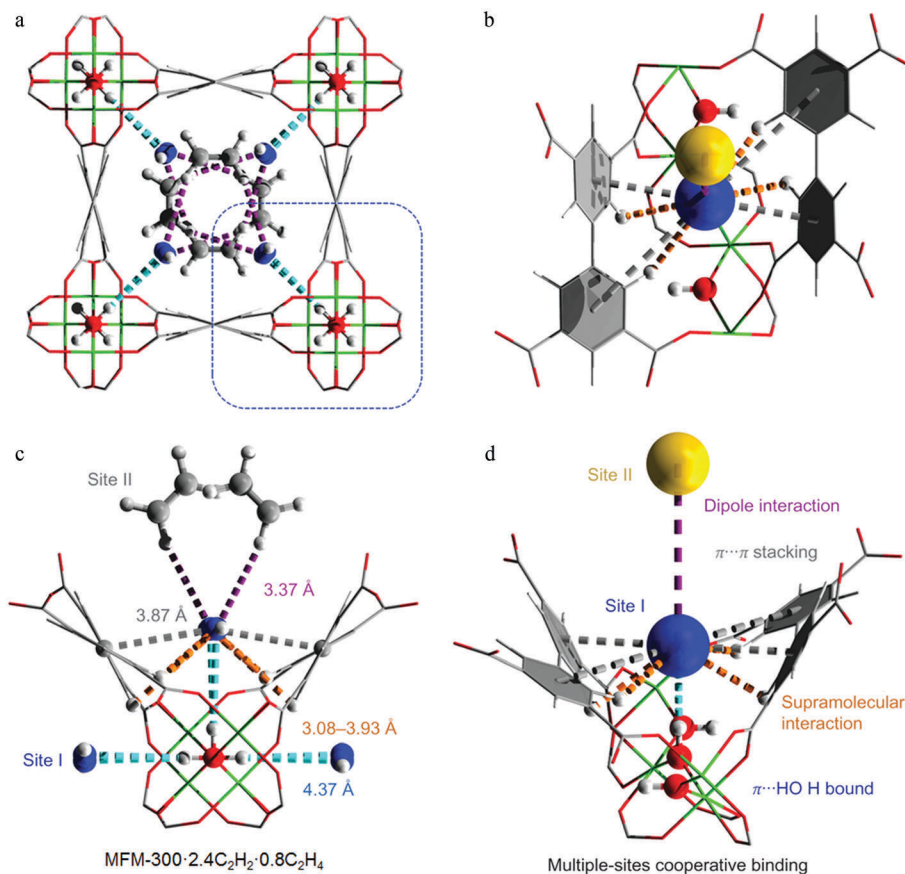 a
b
c
Site II
3.37 Å
3.87 Å
3.08–3.93 Å
Site I
4.37 Å
MFM-300·2.4C₂H₂·0.8C₂H₄
d
Site II
Dipole interaction
π···π stacking
Site I
Supramolecular
interaction
π···HO H bound
Multiple-sites cooperative binding